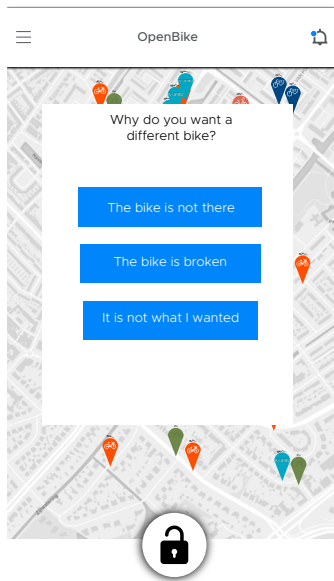 OpenBike
Why do you want a
different bike?
The bike is not there
The bike is broken
It is not what I wanted